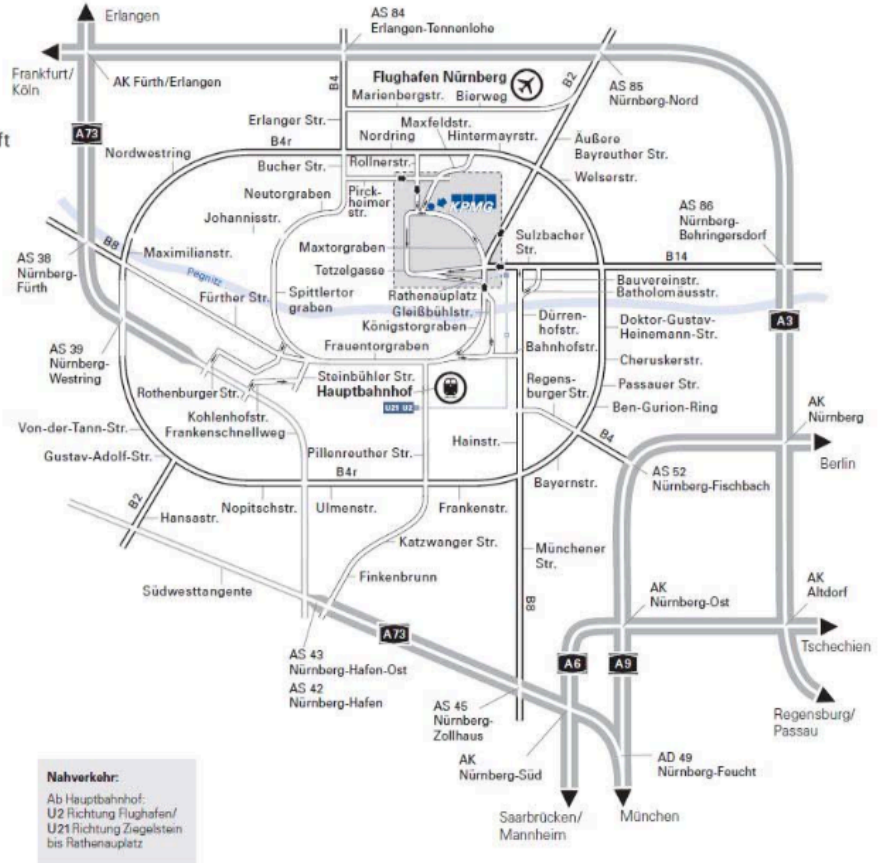 Erlangen
AS 84
Erlangen-Tennenlohe
Frankfurt/
Köln
AK Fürth/Erlangen
B4
Flughafen Nürnberg
Marienbergstr.
Bierweg
B2
AS 85
Nürnberg-Nord
ft
A73
Erlanger Str.
Maxfeldstr.
Nordring
Hintermayrstr.
Nordwestring
B4r
Äußere
Bayreuther Str.
Bucher Str.
Rollnerstr.
Welserstr.
Neutorgraben
Pirck-
heimer
str.
KPMG
Johannisstr.
AS 86
Nürnberg-
Behringersdorf
AS 38
Nürnberg-
Fürth
B8
Maximilianstr.
Maxtorgraben
Sulzbacher
Str.
B14
Pegnitz
Tetzelgasse
Bauvereinstr.
Batholomäusstr.
Fürther Str.
Spittlertor
graben
Rathenauplatz
Gleißbühlstr.
Königstorgraben
Dürren-
hofstr.
Doktor-Gustav-
Heinemann-Str.
A3
AS 39
Nürnberg-
Westring
Frauentorgraben
Bahnhofstr.
Cheruskerstr.
Rothenburger Str.
Steinbühler Str.
Hauptbahnhof
Regens-
burger Str.
Passauer Str.
U21 U2
Ben-Gurion-Ring
Kohlenhofstr.
Frankenschnellweg
AK
Nürnberg
Von-der-Tann-Str.
Pillenreuther Str.
Hainstr.
B4
Berlin
Gustav-Adolf-Str.
B4r
AS 52
Nürnberg-Fischbach
Bayernstr.
B2
Hansastr.
Nopitschstr.
Ulmenstr.
Frankenstr.
Katzwanger Str.
Münchener
Str.
Südwesttangente
Finkenbrunn
B8
AK
Nürnberg-Ost
AK
Altdorf
A73
Tschechien
AS 43
Nürnberg-Hafen-Ost
AS 42
Nürnberg-Hafen
A6
A9
AS 45
Nürnberg-
Zollhaus
Regensburg/
Passau
AK
Nürnberg-Süd
AD 49
Nürnberg-Feucht
Saarbrücken/
Mannheim
München
Nahverkehr:
Ab Hauptbahnhof:
U2 Richtung Flughafen/
U21 Richtung Ziegelstein
bis Rathenauplatz